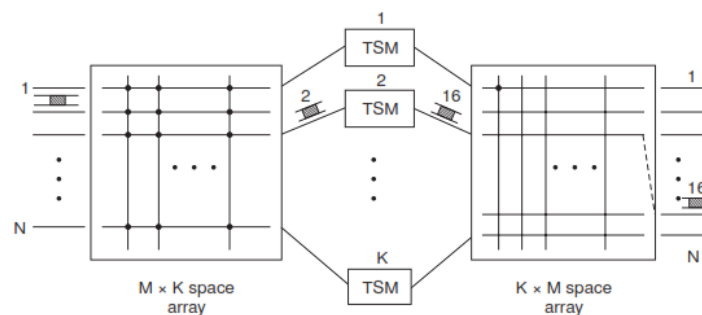 1
TSM
2
TSM
2
16
1
1
16
N
N
K
TSM
M × K space
array
K × M space
array